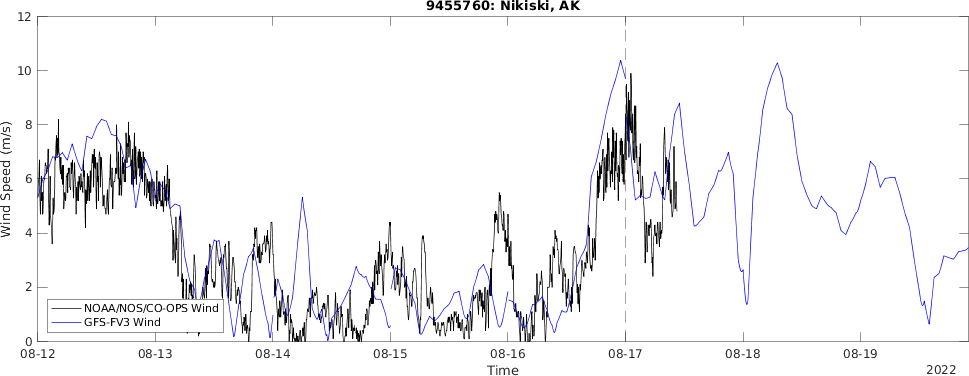 9455760: Nikiski, AK
Wind Speed (m/s)
12
10
8
6
4
2
0
NOAA/NOS/CO-OPS Wind
GFS-FV3 Wind
08-12 08-13 08-14 08-15 08-16 08-17 08-18 08-19
Time
2022